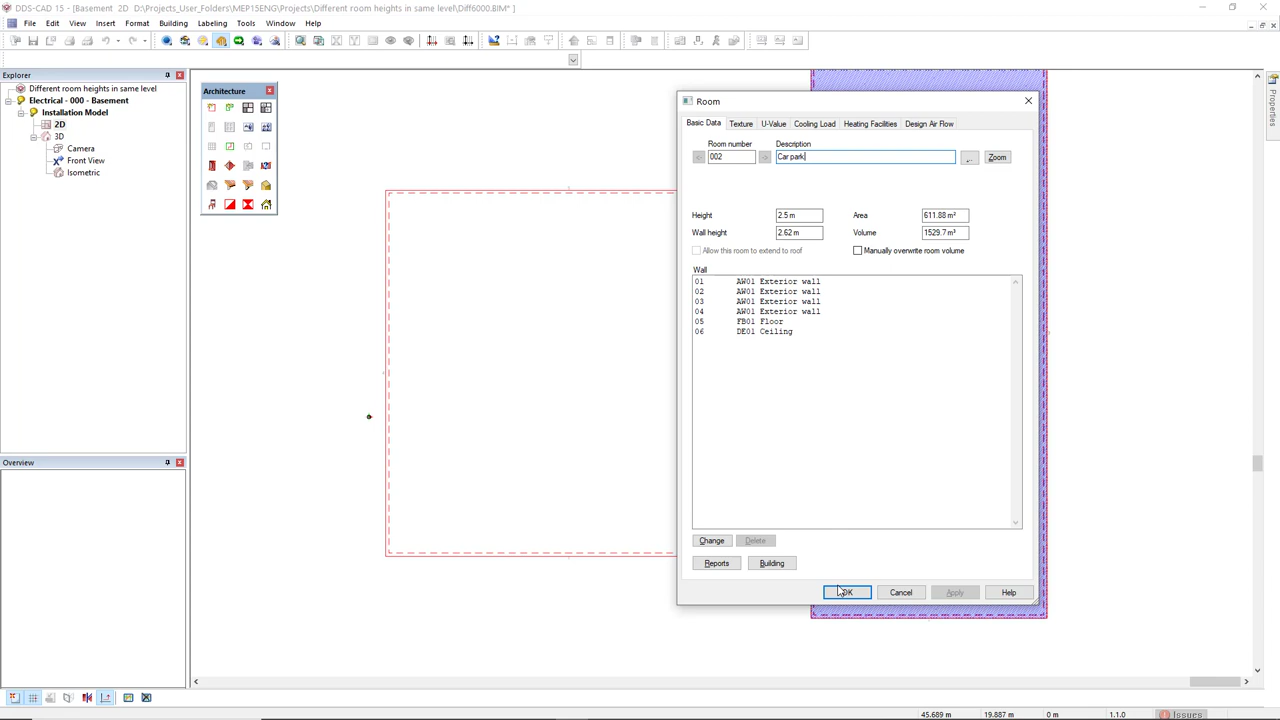 DDS-CAD 15 - [Basement  2D  D:\Projects_User_Folders\MEP15ENG\Projects\Different room heights in same level\Diff6000.BIM* ]
File Edit View Insert Format Building Labeling Tools Window Help
Explorer
Different room heights in same level
Electrical - 000 - Basement
Installation Model
2D
3D
Camera
Front View
Isometric
Overview
Architecture
Properties
Room
Basic Data Texture U-Value Cooling Load Heating Facilities Design Air Flow
Room number Description
002 Car park ... Zoom
Height 2.5 m Area 611.88 m²
Wall height 2.62 m Volume 1529.7 m³
Allow this room to extend to roof Manually overwrite room volume
Wall
01 AW01 Exterior wall
02 AW01 Exterior wall
03 AW01 Exterior wall
04 AW01 Exterior wall
05 FB01 Floor
06 DE01 Ceiling
Change Delete
Reports Building
OK Cancel Apply Help
45.689 m 19.887 m 0 m 1.1.0 Issues